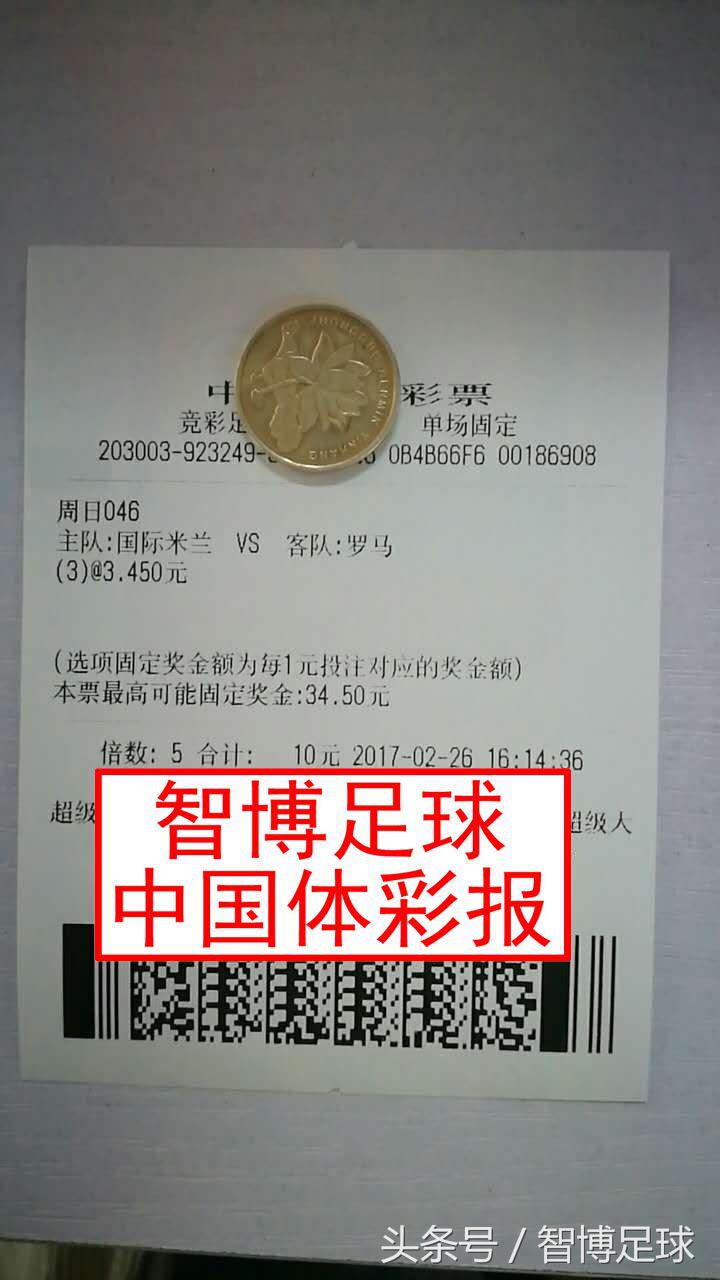 中 彩票
竞彩足 单场固定
203003-923249- 0B4B66F6 00186908
周日046
主队:国际米兰 VS 客队:罗马
(3)@3.450元
(选项固定奖金额为每1元投注对应的奖金额)
本票最高可能固定奖金:34.50元
倍数: 5 合计: 10元 2017-02-26 16:14:36
超级 超级大
智博足球
中国体彩报
头条号 / 智博足球